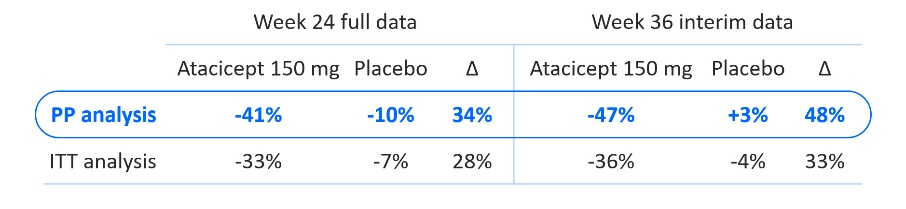 Week 24 full data Week 36 interim data
Atacicept 150 mg Placebo Δ Atacicept 150 mg Placebo Δ
PP analysis -41% -10% 34% -47% +3% 48%
ITT analysis -33% -7% 28% -36% -4% 33%